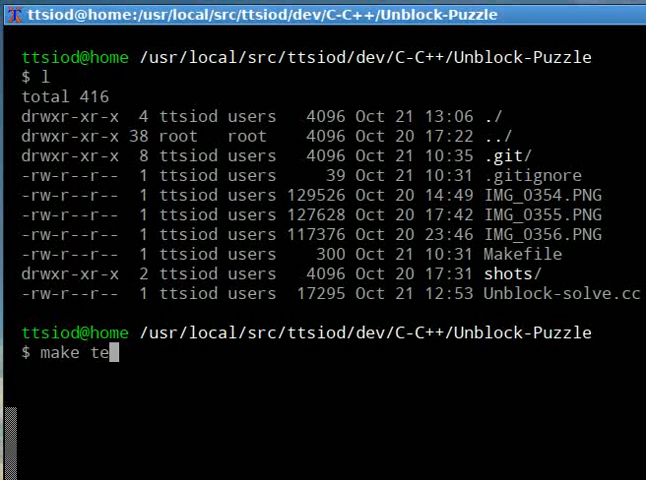 ttsiod@home:/usr/local/src/ttsiod/dev/C-C++/Unblock-Puzzle
ttsiod@home /usr/local/src/ttsiod/dev/C-C++/Unblock-Puzzle
$ l
total 416
drwxr-xr-x 4 ttsiod users 4096 Oct 21 13:06 ./
drwxr-xr-x 38 root root 4096 Oct 20 17:22 ../
drwxr-xr-x 8 ttsiod users 4096 Oct 21 10:35 .git/
-rw-r--r-- 1 ttsiod users 39 Oct 21 10:31 .gitignore
-rw-r--r-- 1 ttsiod users 129526 Oct 20 14:49 IMG_0354.PNG
-rw-r--r-- 1 ttsiod users 127628 Oct 20 17:42 IMG_0355.PNG
-rw-r--r-- 1 ttsiod users 117376 Oct 20 23:46 IMG_0356.PNG
-rw-r--r-- 1 ttsiod users 300 Oct 21 10:31 Makefile
drwxr-xr-x 2 ttsiod users 4096 Oct 20 17:31 shots/
-rw-r--r-- 1 ttsiod users 17295 Oct 21 12:53 Unblock-solve.cc
ttsiod@home /usr/local/src/ttsiod/dev/C-C++/Unblock-Puzzle
$ make te